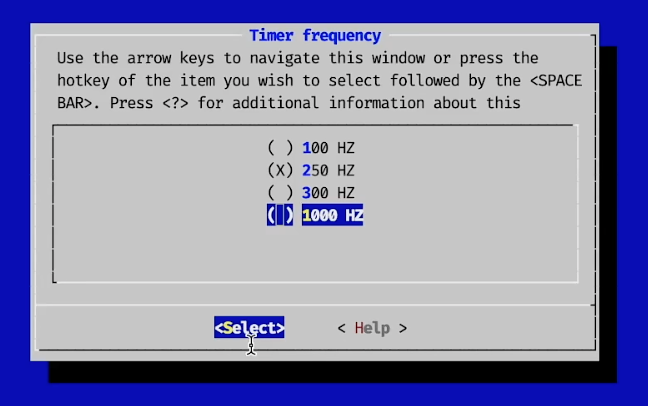 Timer frequency
Use the arrow keys to navigate this window or press the
hotkey of the item you wish to select followed by the <SPACE
BAR>. Press <?> for additional information about this
( ) 100 HZ
(X) 250 HZ
( ) 300 HZ
( ) 1000 HZ
<Select> < Help >